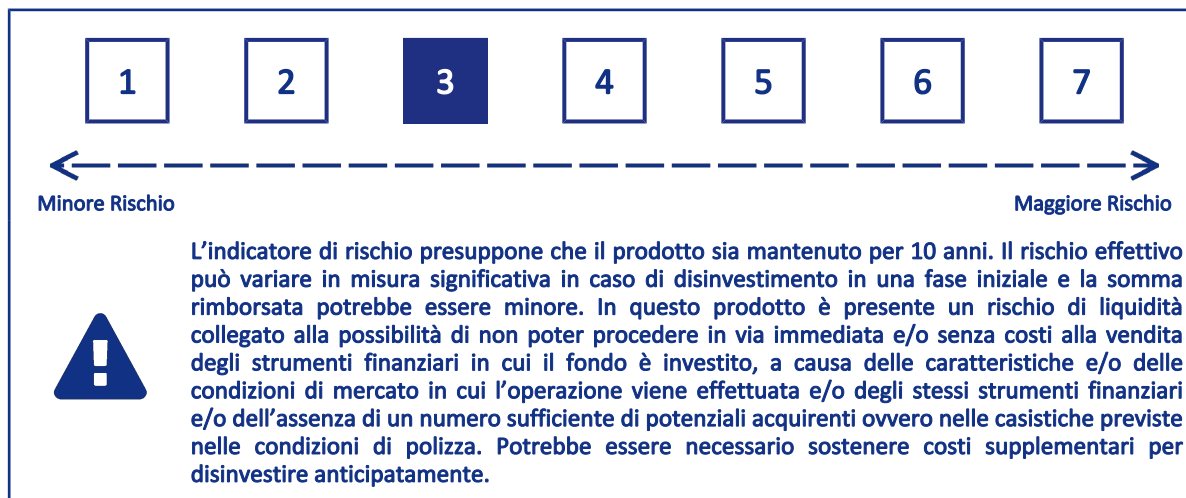 1 2 3 4 5 6 7
Minore Rischio Maggiore Rischio
L’indicatore di rischio presuppone che il prodotto sia mantenuto per 10 anni. Il rischio effettivo
può variare in misura significativa in caso di disinvestimento in una fase iniziale e la somma
rimborsata potrebbe essere minore. In questo prodotto è presente un rischio di liquidità
collegato alla possibilità di non poter procedere in via immediata e/o senza costi alla vendita
degli strumenti finanziari in cui il fondo è investito, a causa delle caratteristiche e/o delle
condizioni di mercato in cui l’operazione viene effettuata e/o degli stessi strumenti finanziari
e/o dell’assenza di un numero sufficiente di potenziali acquirenti ovvero nelle casistiche previste
nelle condizioni di polizza. Potrebbe essere necessario sostenere costi supplementari per
disinvestire anticipatamente.